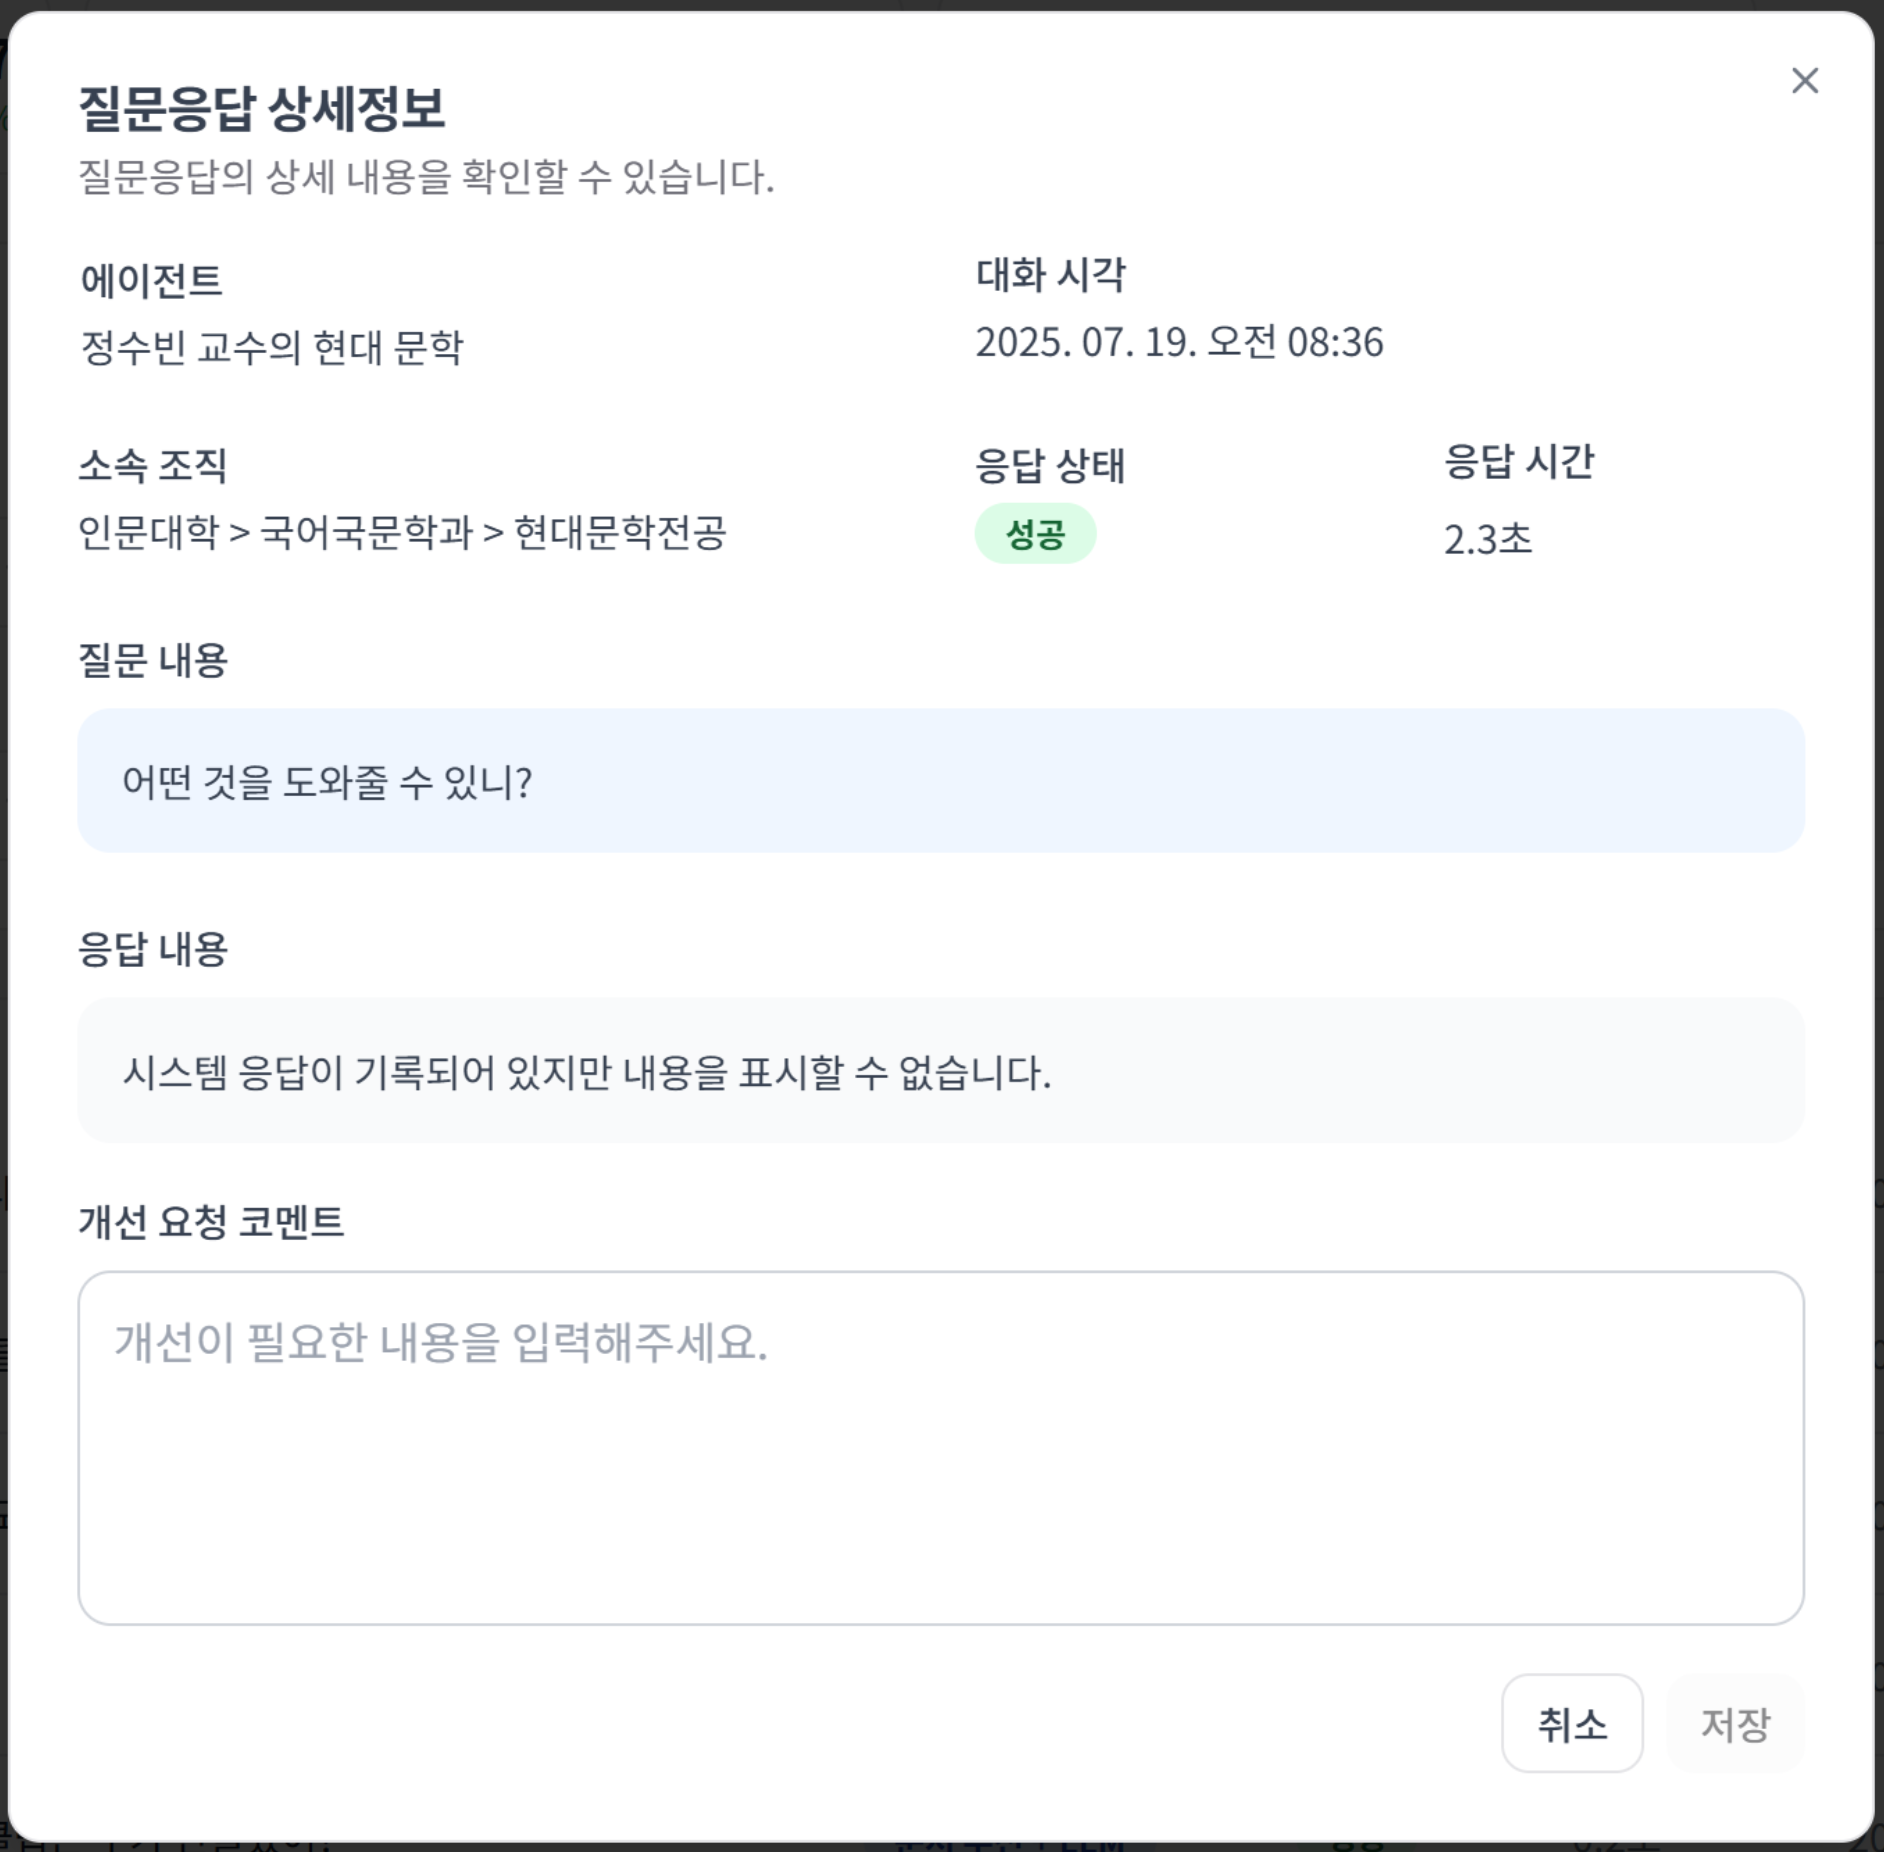 질문응답 상세정보
질문응답의 상세 내용을 확인할 수 있습니다.
에이전트
정수빈 교수의 현대 문학
대화 시각
2025. 07. 19. 오전 08:36
소속 조직
인문대학 > 국어국문학과 > 현대문학전공
응답 상태
성공
응답 시간
2.3초
질문 내용
어떤 것을 도와줄 수 있니?
응답 내용
시스템 응답이 기록되어 있지만 내용을 표시할 수 없습니다.
개선 요청 코멘트
개선이 필요한 내용을 입력해주세요.
취소
저장